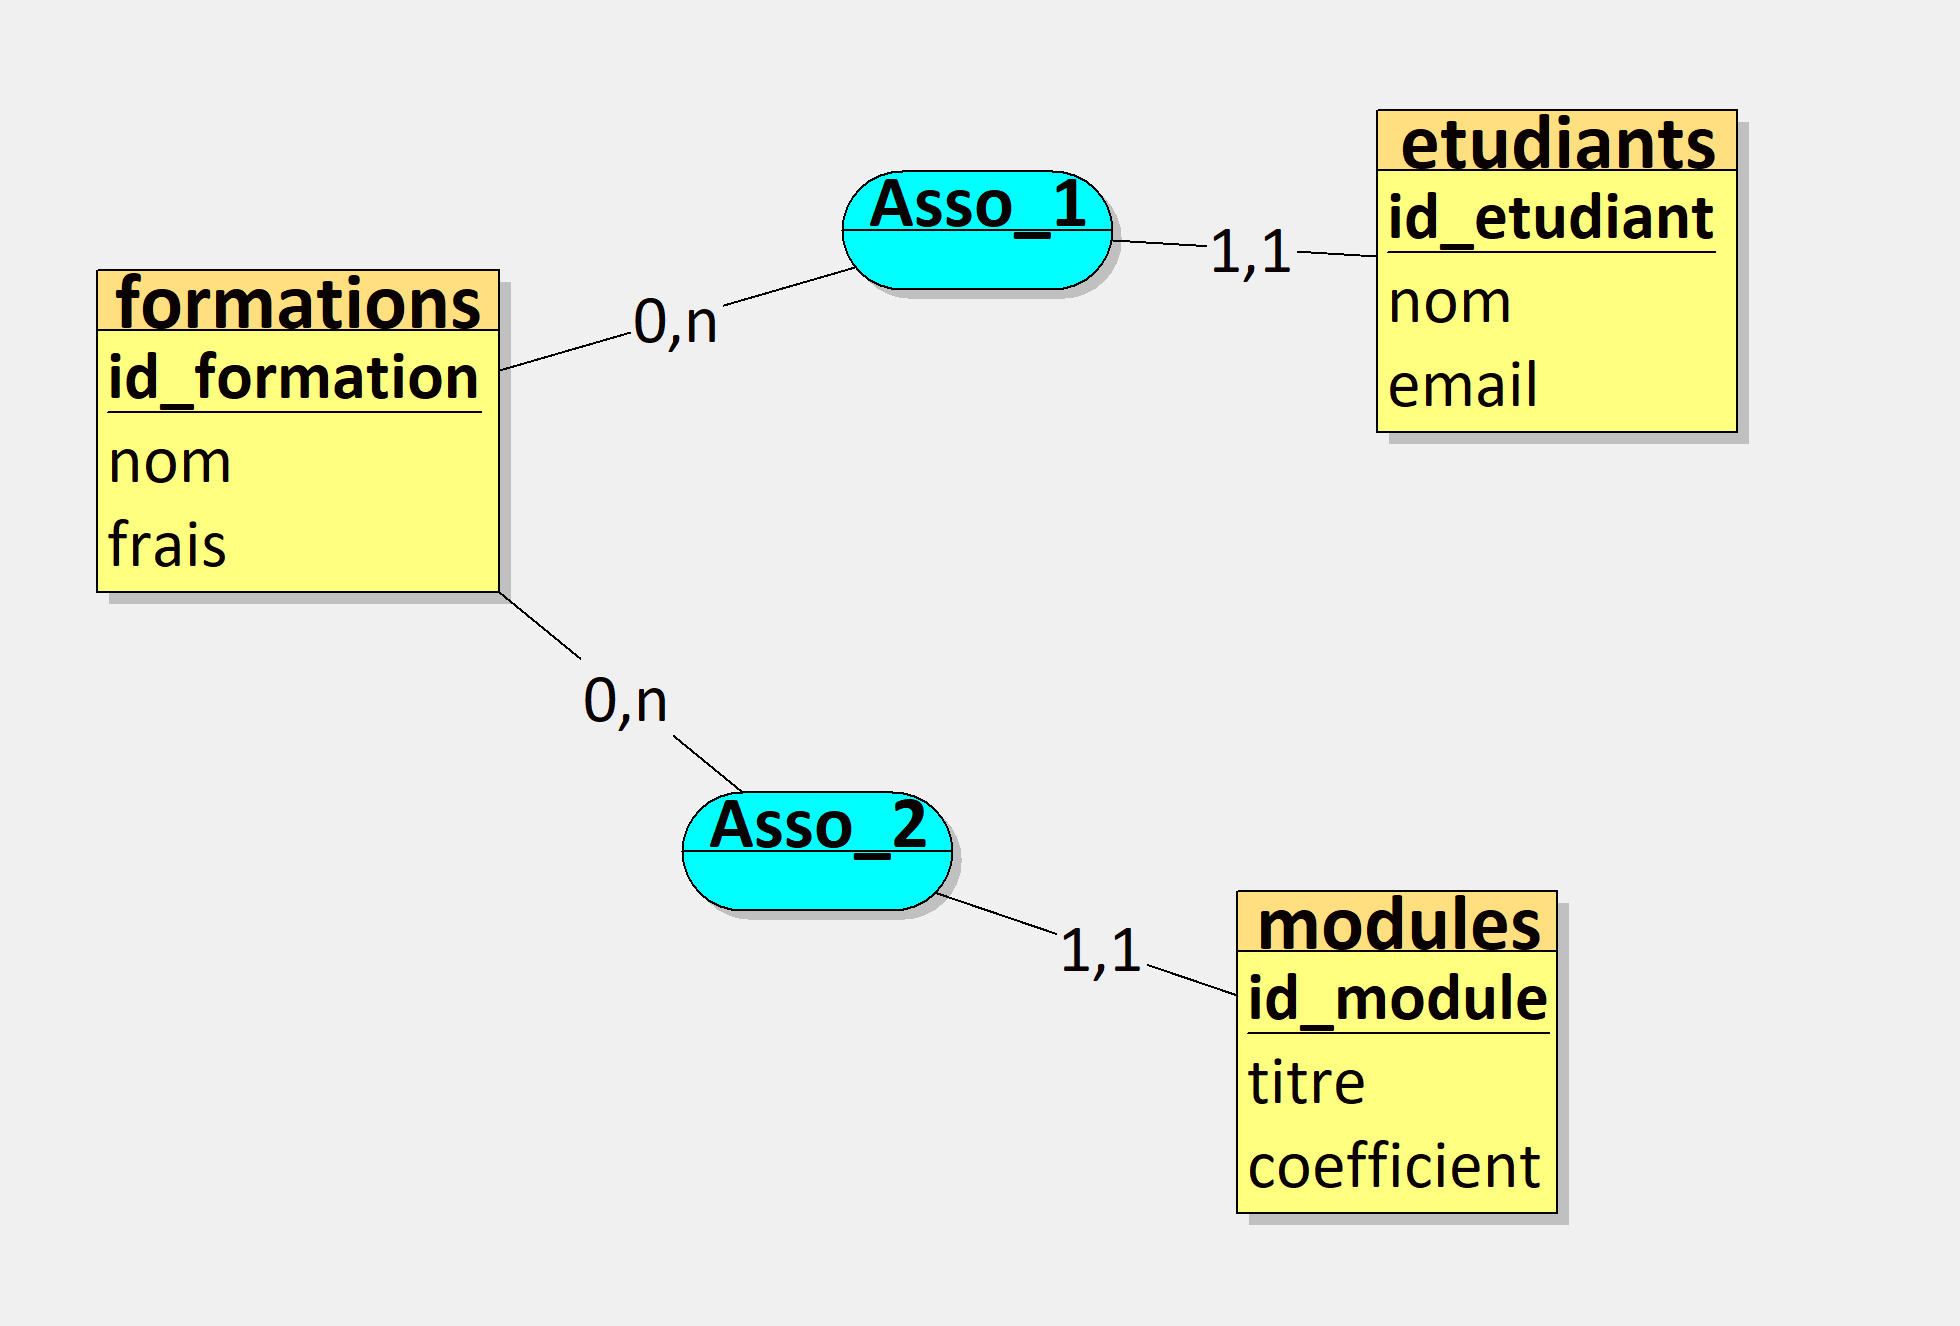 formations
id_formation
nom
frais
0,n
Asso_1
1,1
etudiants
id_etudiant
nom
email
0,n
Asso_2
1,1
modules
id_module
titre
coefficient